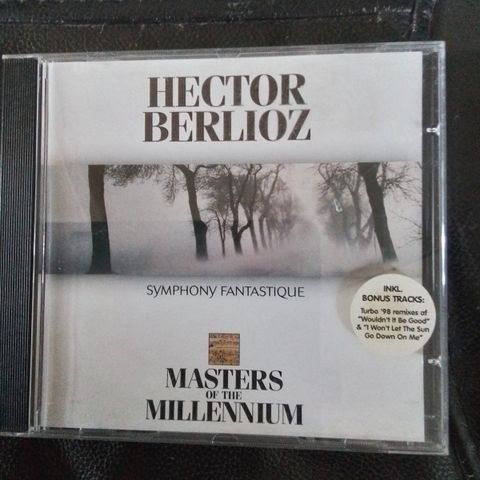 HECTOR
BERLIOZ
SYMPHONY FANTASTIQUE
INKL.
BONUS TRACKS:
Turbo '98 remixes of
"Wouldn't It Be Good"
& "I Won't Let The Sun
Go Down On Me"
MASTERS
OF THE
MILLENNIUM